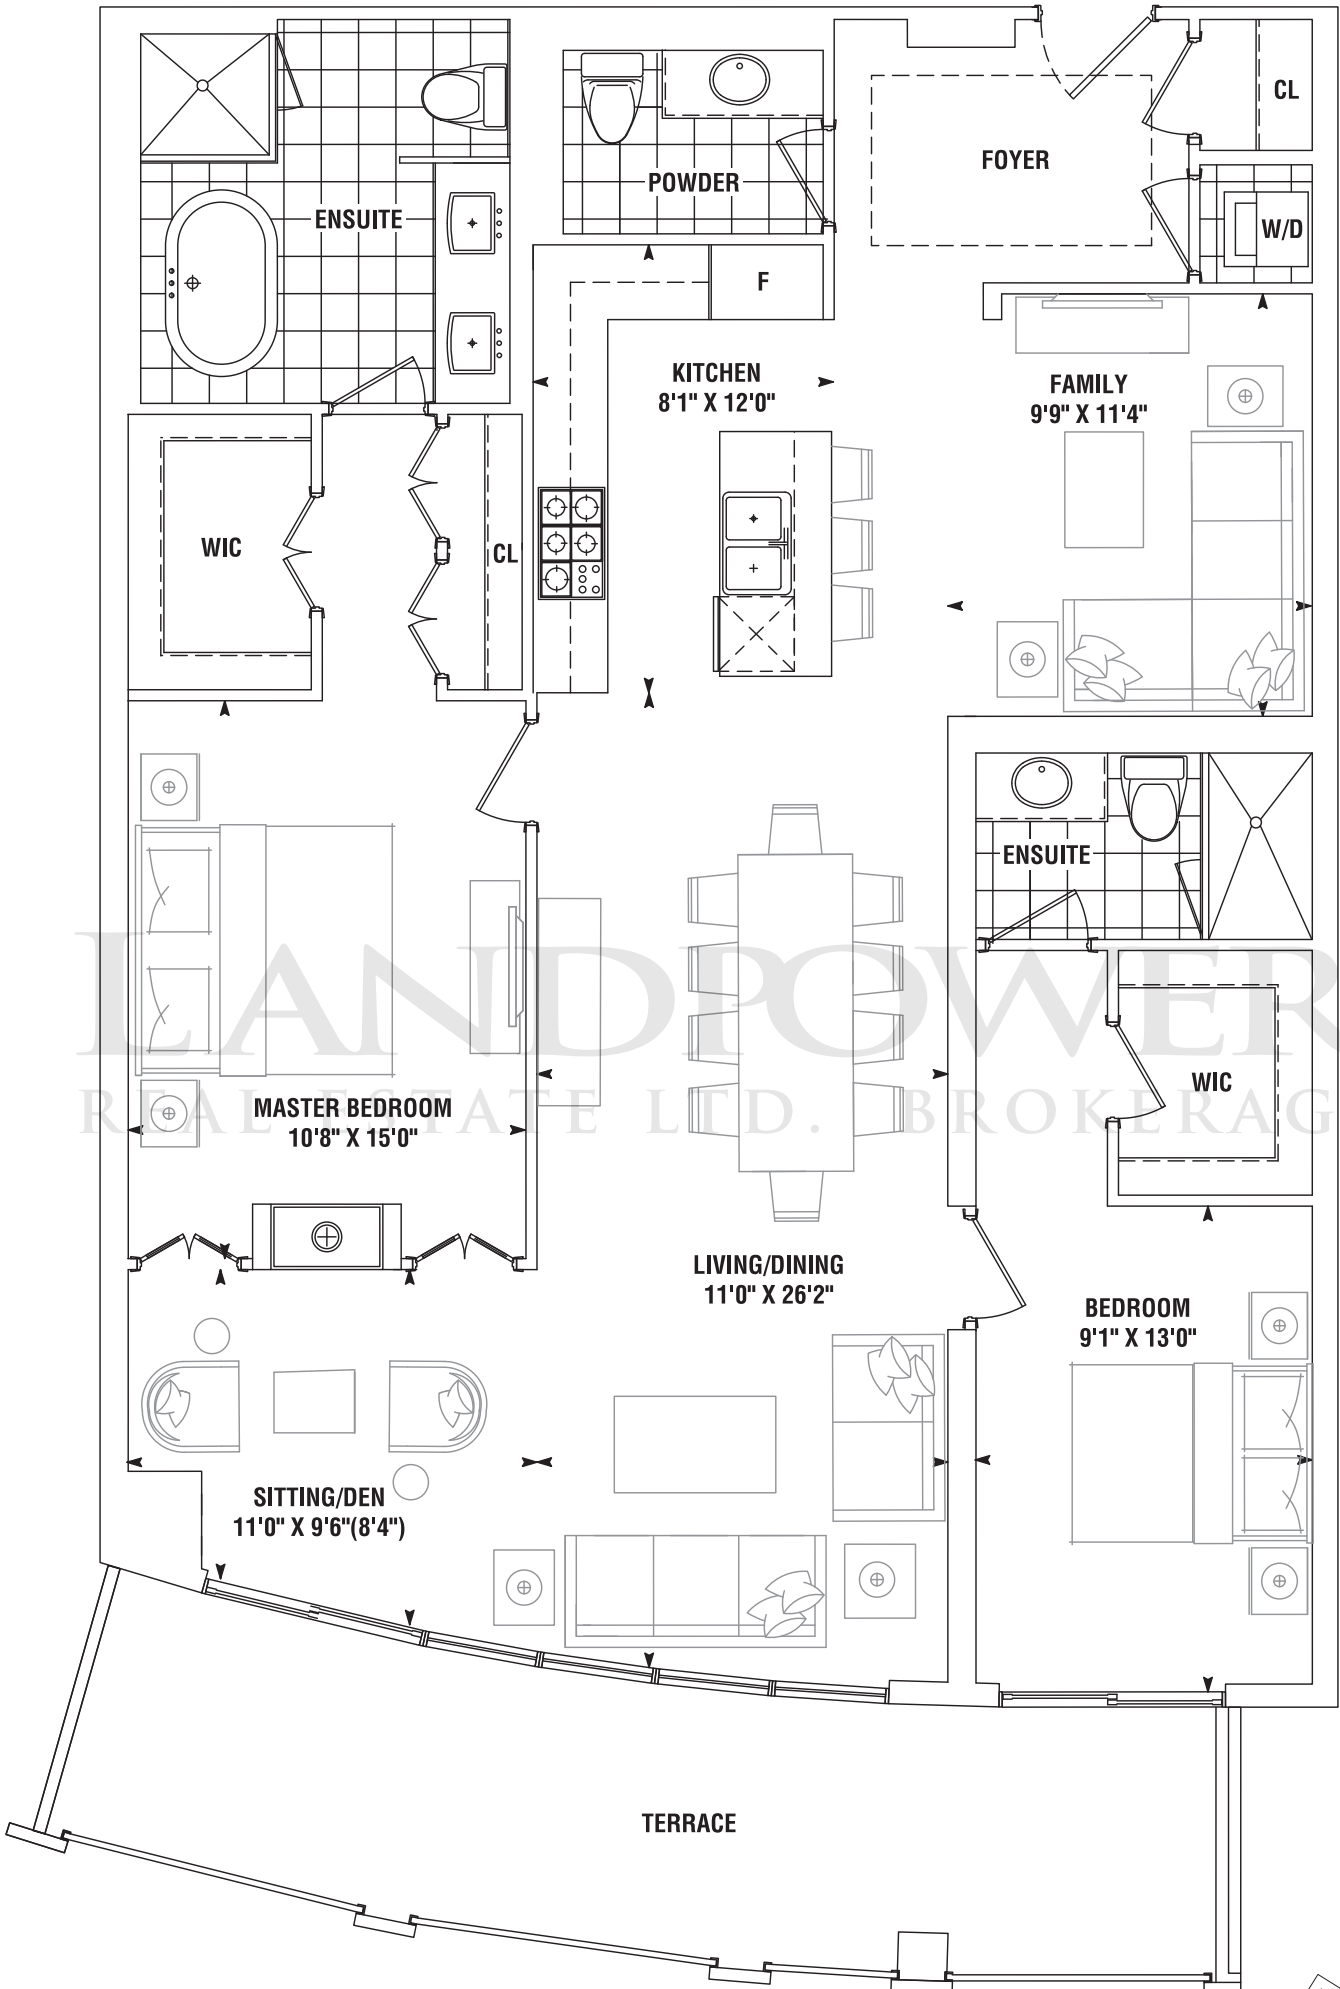 CL
FOYER
POWDER
ENSUITE
W/D
F
KITCHEN
8'1" X 12'0"
FAMILY
9'9" X 11'4"
WIC
CL
ENSUITE
LANDPOWER
REAL ESTATE LTD. BROKERAG
WIC
MASTER BEDROOM
10'8" X 15'0"
LIVING/DINING
11'0" X 26'2"
BEDROOM
9'1" X 13'0"
SITTING/DEN
11'0" X 9'6"(8'4")
TERRACE